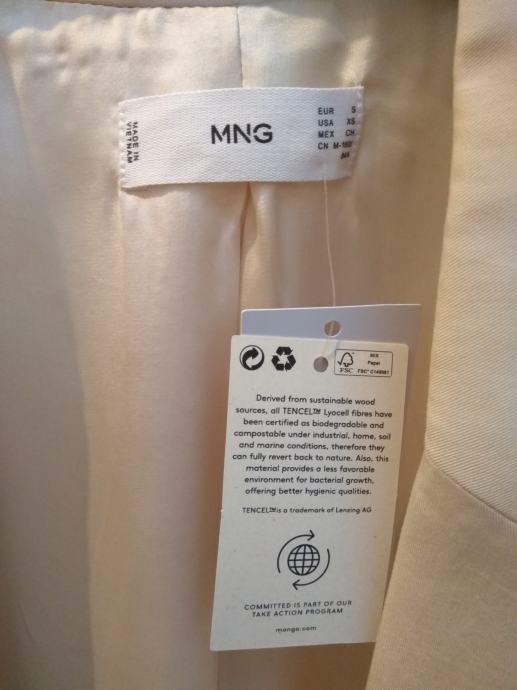 MADE IN
VIETNAM
MNG
EUR S
USA XS
MEX CH
CN
MIX
Paper
FSC
FSC®
Derived from sustainable wood
sources, all TENCEL™ Lyocell fibres have
been certified as biodegradable and
compostable under industrial, home, soil
and marine conditions, therefore they
can fully revert back to nature. Also, this
material provides a less favorable
environment for bacterial growth,
offering better hygienic qualities.
TENCEL™is a trademark of Lenzing AG
COMMITTED IS PART OF OUR
TAKE ACTION PROGRAM
mango.com